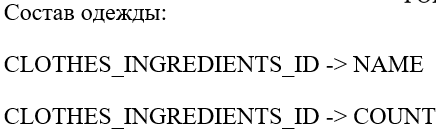 Состав одежды:
CLOTHES_INGREDIENTS_ID -> NAME
CLOTHES_INGREDIENTS_ID -> COUNT